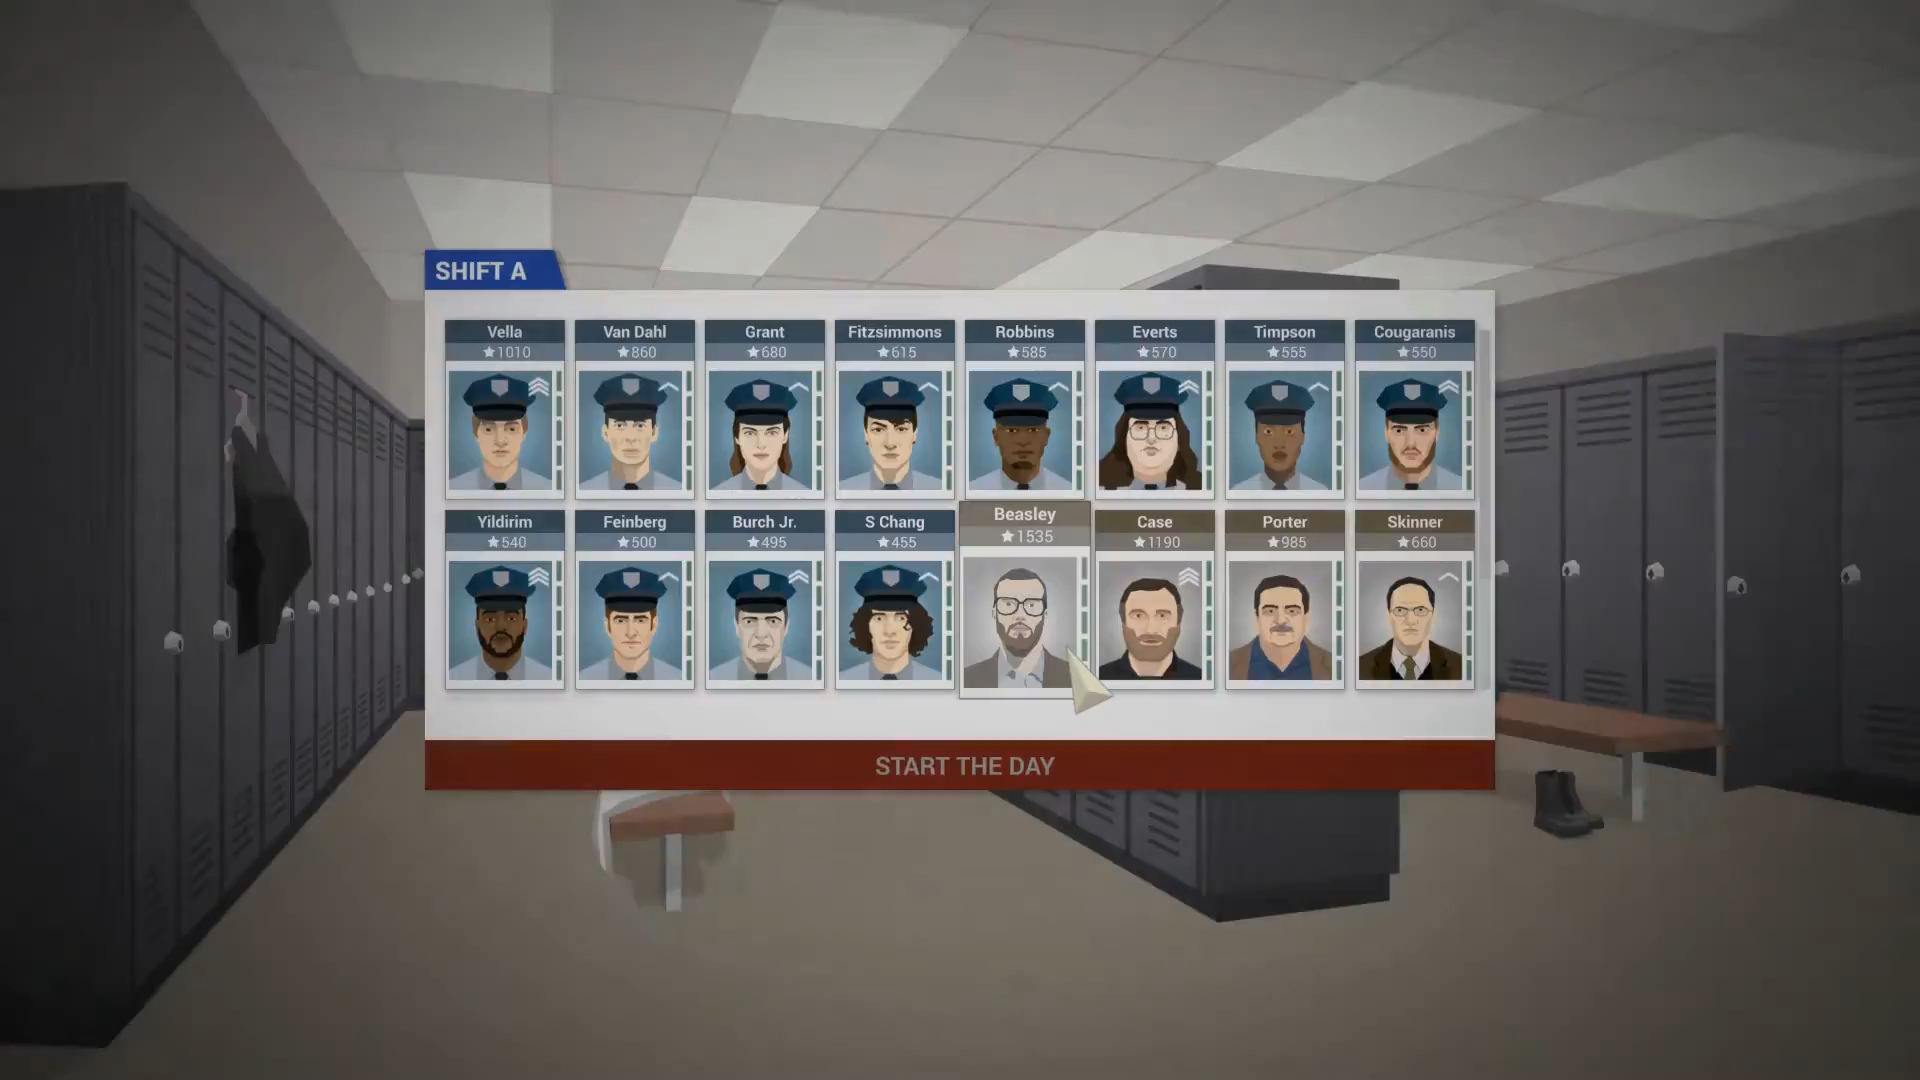 SHIFT A
Vella
★1010
Van Dahl
★860
Grant
★680
Fitzsimmons
★615
Robbins
★585
Everts
★570
Timpson
★555
Cougaranis
★550
Yildirim
★540
Feinberg
★500
Burch Jr.
★495
S Chang
★455
Beasley
★1535
Case
★1190
Porter
★985
Skinner
★660
START THE DAY